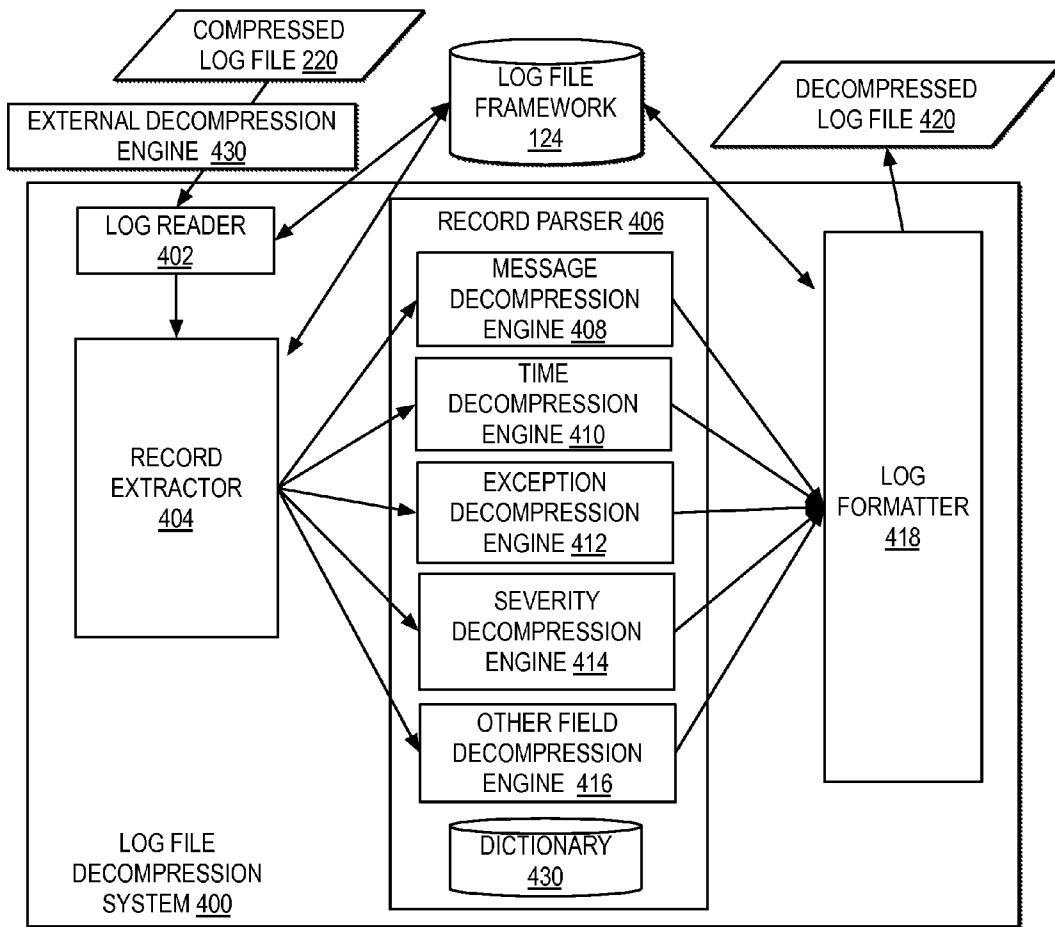 COMPRESSED
LOG FILE 220
EXTERNAL DECOMPRESSION
ENGINE 430
LOG FILE
FRAMEWORK
124
DECOMPRESSED
LOG FILE 420
LOG READER
402
RECORD
EXTRACTOR
404
RECORD PARSER 406
MESSAGE
DECOMPRESSION
ENGINE 408
TIME
DECOMPRESSION
ENGINE 410
EXCEPTION
DECOMPRESSION
ENGINE 412
SEVERITY
DECOMPRESSION
ENGINE 414
OTHER FIELD
DECOMPRESSION
ENGINE 416
DICTIONARY
430
LOG
FORMATTER
418
LOG FILE
DECOMPRESSION
SYSTEM 400